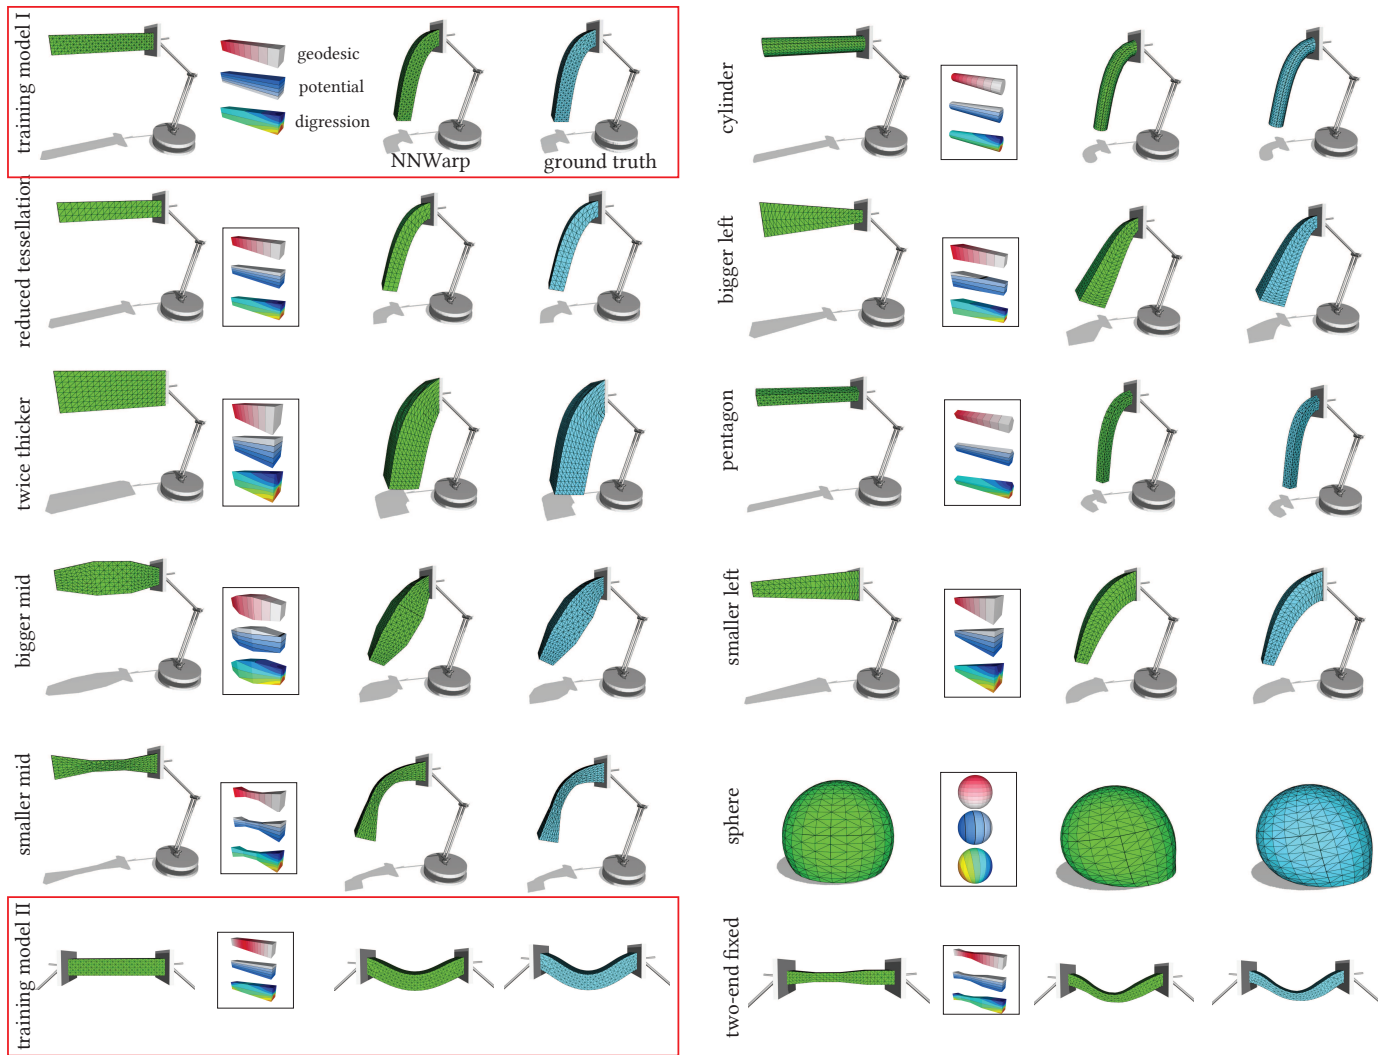 training model I
geodesic
potential
digression
NNWarp
ground truth
reduced tessellation
twice thicker
bigger mid
smaller mid
training model II
cylinder
bigger left
pentagon
smaller left
sphere
two-end fixed